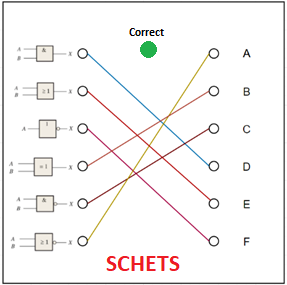 Correct
A & X A
B
A ≥1 X B
B
A 1 X C
A =1 X D
B
A & X E
B
A ≥1 X F
B
SCHETS